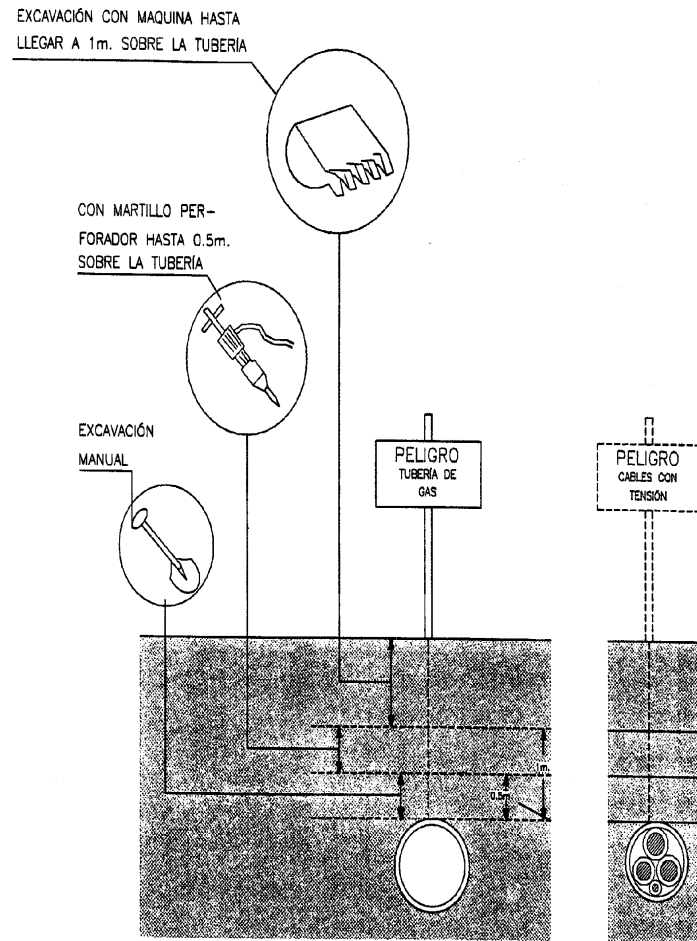 EXCAVACIÓN CON MAQUINA HASTA
LLEGAR A 1m. SOBRE LA TUBERÍA
CON MARTILLO PER-
FORADOR HASTA 0.5m.
SOBRE LA TUBERÍA
EXCAVACIÓN
MANUAL
PELIGRO
TUBERÍA DE
GAS
PELIGRO
CABLES CON
TENSIÓN
1m.
0.5m